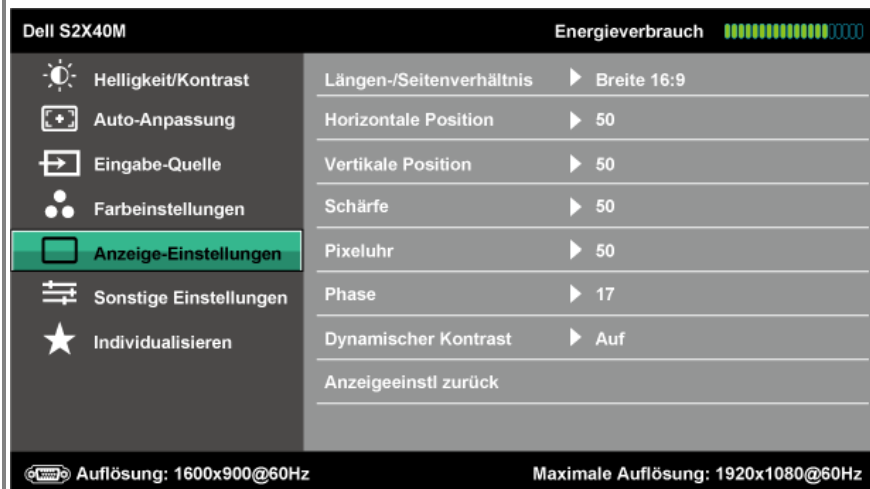 Dell S2X40M Energieverbrauch
Helligkeit/Kontrast Längen-/Seitenverhältnis Breite 16:9
Auto-Anpassung Horizontale Position 50
Eingabe-Quelle Vertikale Position 50
Farbeinstellungen Schärfe 50
Anzeige-Einstellungen Pixeluhr 50
Sonstige Einstellungen Phase 17
Individualisieren Dynamischer Kontrast Auf
Anzeigeeinstl zurück
Auflösung: 1600x900@60Hz Maximale Auflösung: 1920x1080@60Hz